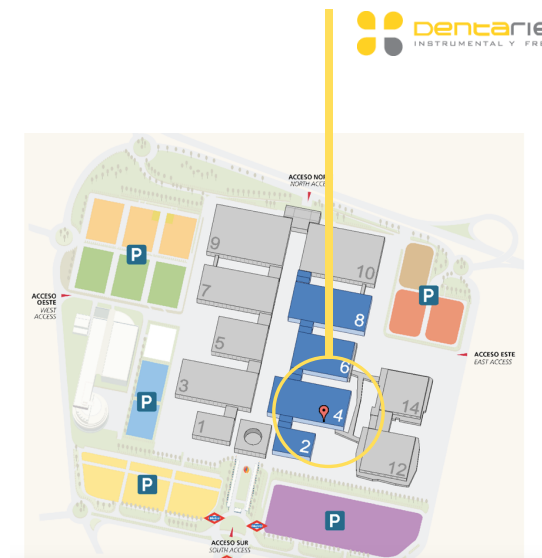 Dentarie
INSTRUMENTAL Y FRE
ACCESO NOR
NORTH ACCE
9
10
P
7
8
P
ACCESO
OESTE
WEST
ACCESS
5
6
ACCESO ESTE
EAST ACCESS
3
4
14
P
1
2
12
P
P
ACCESO SUR
SOUTH ACCESS